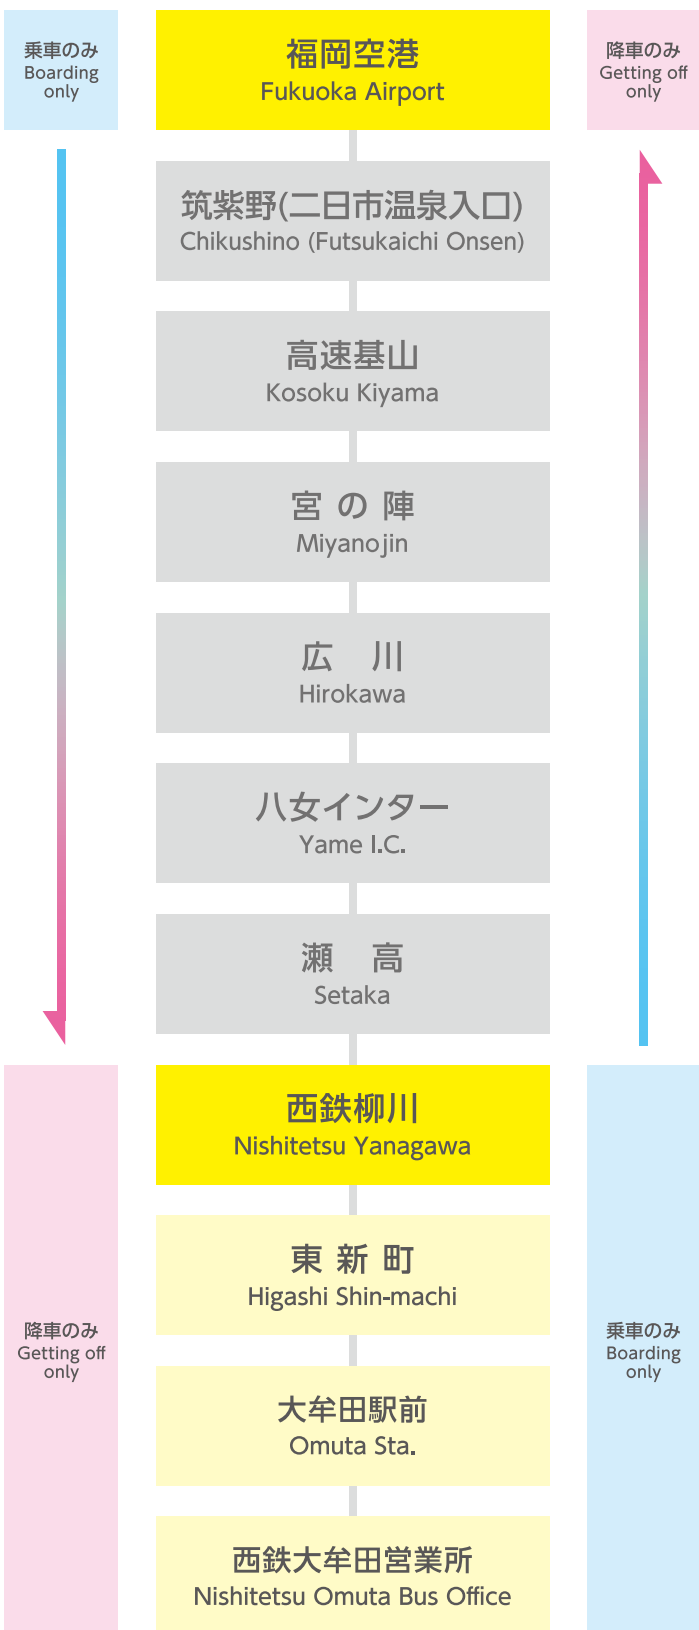 乗車のみ
Boarding
only
福岡空港
Fukuoka Airport
降車のみ
Getting off
only
筑紫野(二日市温泉入口)
Chikushino (Futsukaichi Onsen)
高速基山
Kosoku Kiyama
宮の陣
Miyanojin
広　川
Hirokawa
八女インター
Yame I.C.
瀬　高
Setaka
西鉄柳川
Nishitetsu Yanagawa
東新町
Higashi Shin-machi
降車のみ
Getting off
only
乗車のみ
Boarding
only
大牟田駅前
Omuta Sta.
西鉄大牟田営業所
Nishitetsu Omuta Bus Office